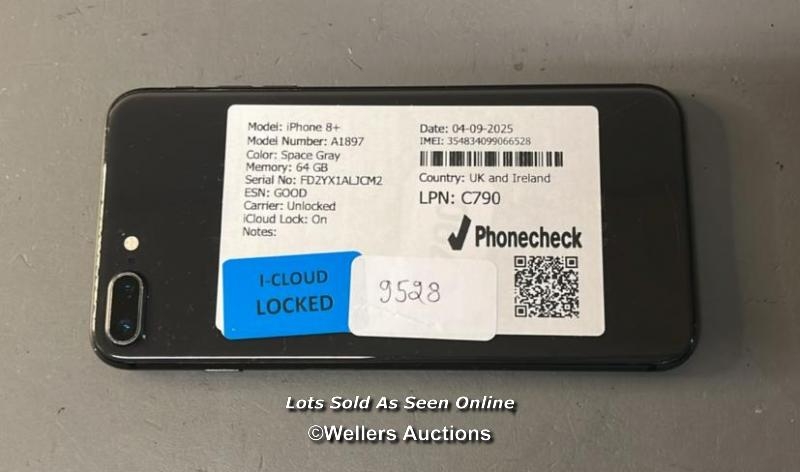 Model: iPhone 8+
Model Number: A1897
Color: Space Gray
Memory: 64 GB
Serial No: FD2YX1ALJCM2
ESN: GOOD
Carrier: Unlocked
iCloud Lock: On
Notes:
Date: 04-09-2025
IMEI: 354834099066528
Country: UK and Ireland
LPN: C790
Phonecheck
I-CLOUD
LOCKED
9528
Lots Sold As Seen Online
©Wellers Auctions